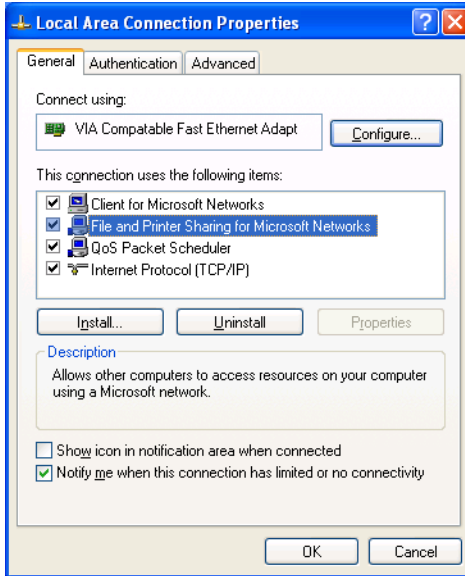 Local Area Connection Properties
General Authentication Advanced
Connect using:
VIA Compatable Fast Ethernet Adapt
Configure...
This connection uses the following items:
Client for Microsoft Networks
File and Printer Sharing for Microsoft Networks
QoS Packet Scheduler
Internet Protocol (TCP/IP)
Install... Uninstall Properties
Description
Allows other computers to access resources on your computer
using a Microsoft network.
Show icon in notification area when connected
Notify me when this connection has limited or no connectivity
OK Cancel